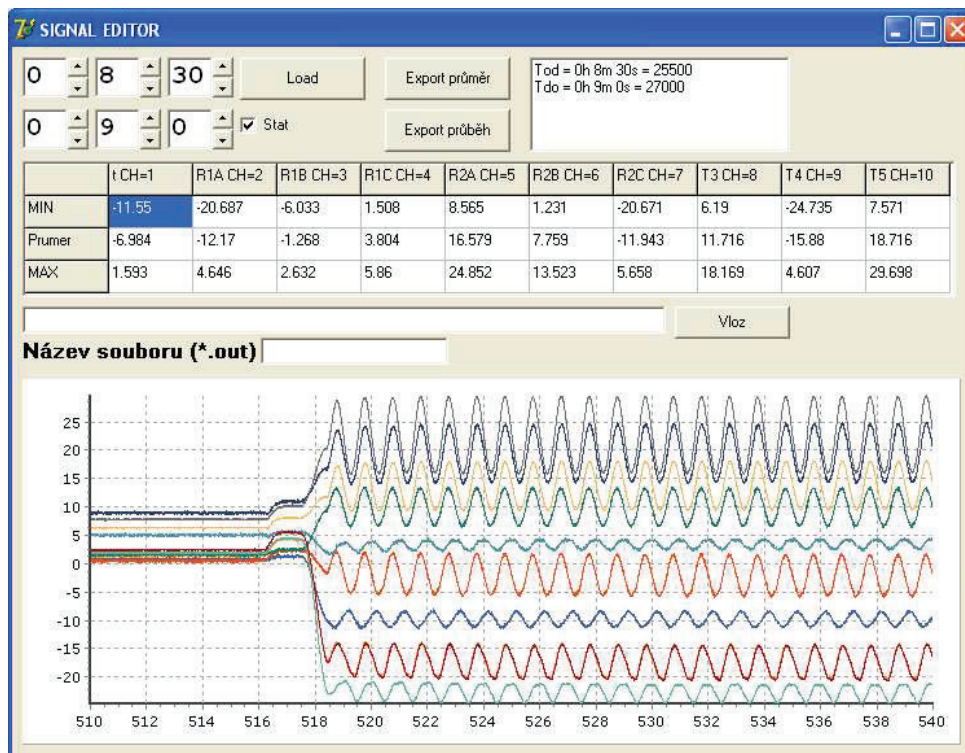 SIGNAL EDITOR
0 8 30 Load Export průměr
Tod = 0h 8m 30s = 25500
Tdo = 0h 9m 0s = 27000
0 9 0 Stat Export průběh
t CH=1 R1A CH=2 R1B CH=3 R1C CH=4 R2A CH=5 R2B CH=6 R2C CH=7 T3 CH=8 T4 CH=9 T5 CH=10
MIN -11.55 -20.687 -6.033 1.508 8.565 1.231 -20.671 6.19 -24.735 7.571
Prumer -6.984 -12.17 -1.268 3.804 16.579 7.759 -11.943 11.716 -15.88 18.716
MAX 1.593 4.646 2.632 5.86 24.852 13.523 5.658 18.169 4.607 29.698
Vloz
Název souboru (*.out)
25
20
15
10
5
0
-5
-10
-15
-20
510 512 514 516 518 520 522 524 526 528 530 532 534 536 538 540